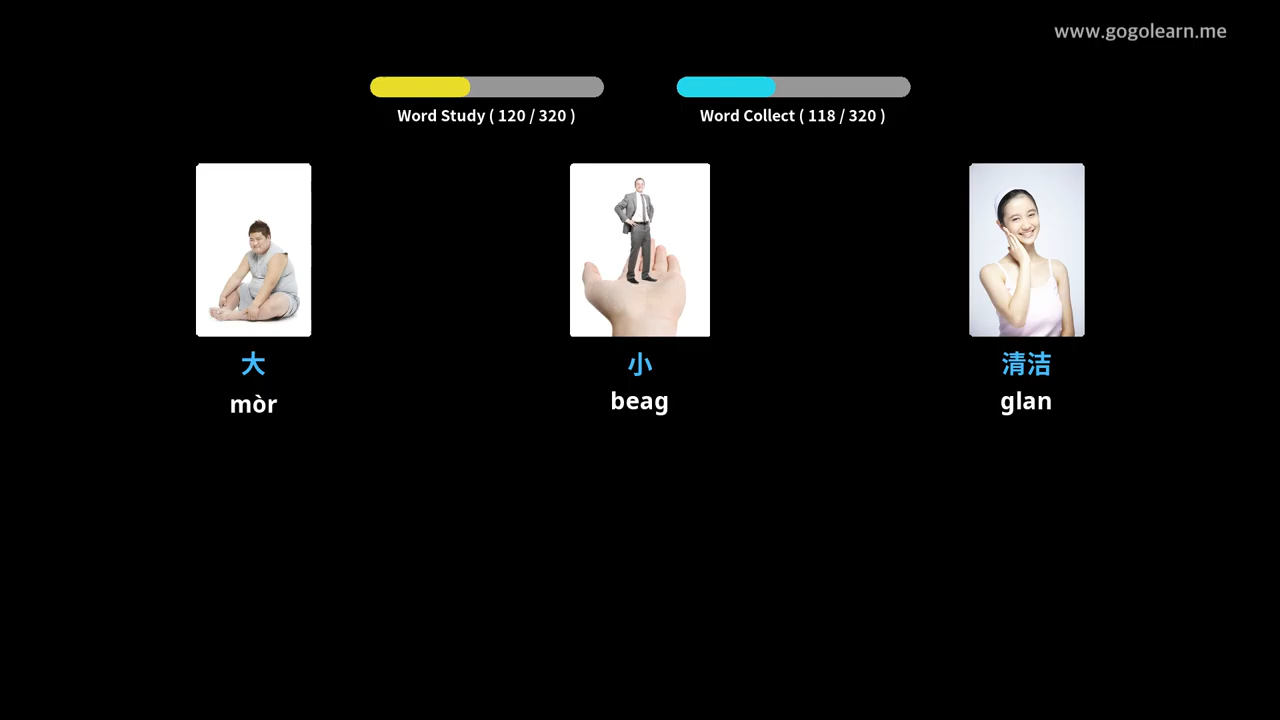 www.gogolearn.me
Word Study ( 120 / 320 )
Word Collect ( 118 / 320 )
大
小
清洁
mòr
beag
glan